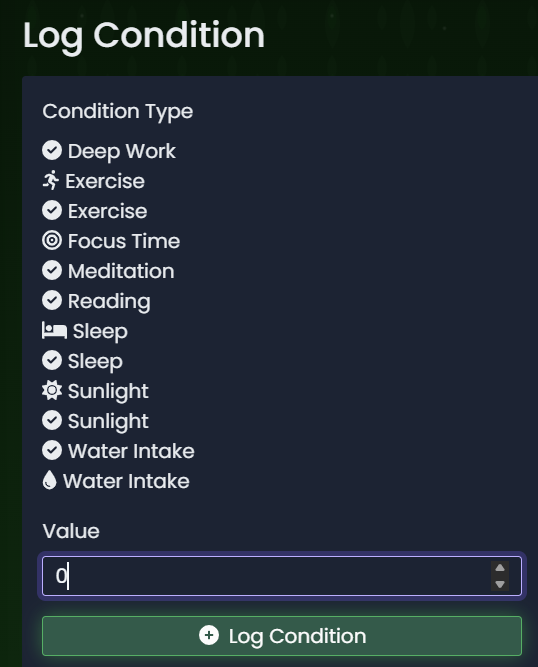 Log Condition
Condition Type
Deep Work
Exercise
Exercise
Focus Time
Meditation
Reading
Sleep
Sleep
Sunlight
Sunlight
Water Intake
Water Intake
Value
0
Log Condition